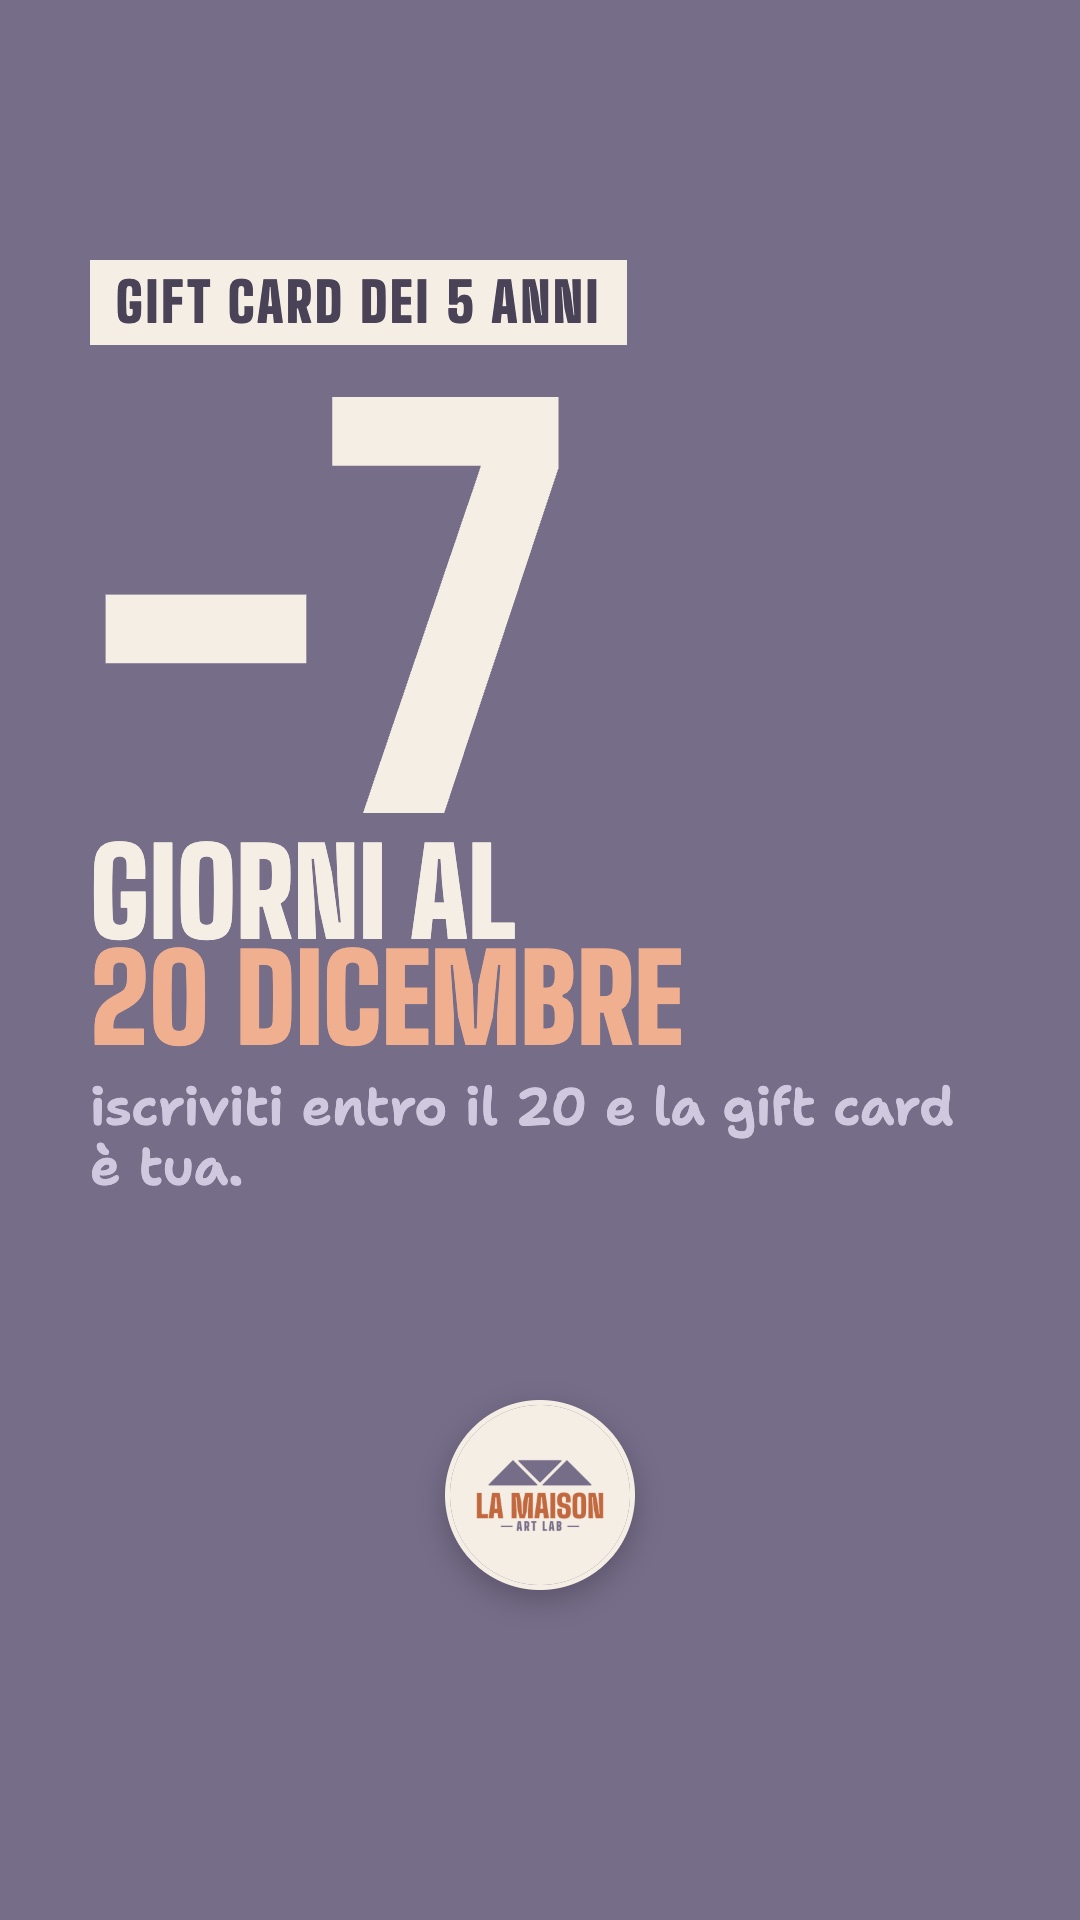 GIFT CARD DEI 5 ANNI
-7
GIORNI AL
20 DICEMBRE
iscriviti entro il 20 e la gift card
è tua.
LA MAISON
— ART LAB —